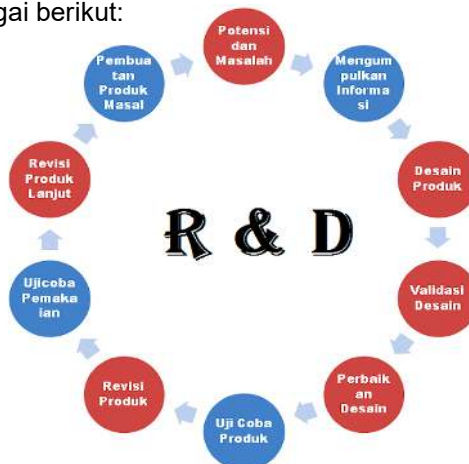 gai berikut:
Potensi
dan
Masalah
Mengum
pulkan
Informa
si
Desain
Produk
Validasi
Desain
Perbaik
an
Desain
Uji Coba
Produk
Revisi
Produk
Ujicoba
Pemaka
ian
Revisi
Produk
Lanjut
Pembua
tan
Produk
Masal
R & D